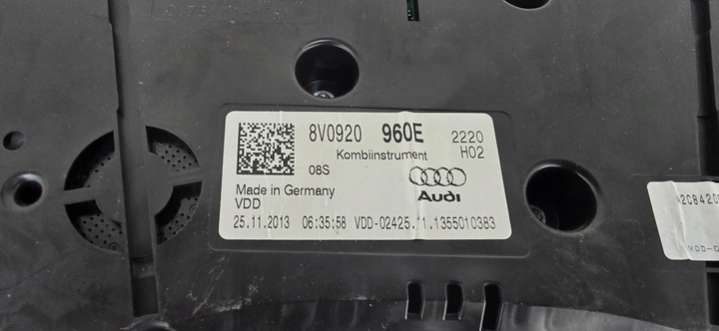 8V0920 960E 2220
Kombiinstrument H02
08S
Made in Germany
VDD
Audi
25.11.2013 06:35:58 VDD-02425.11.1355010383